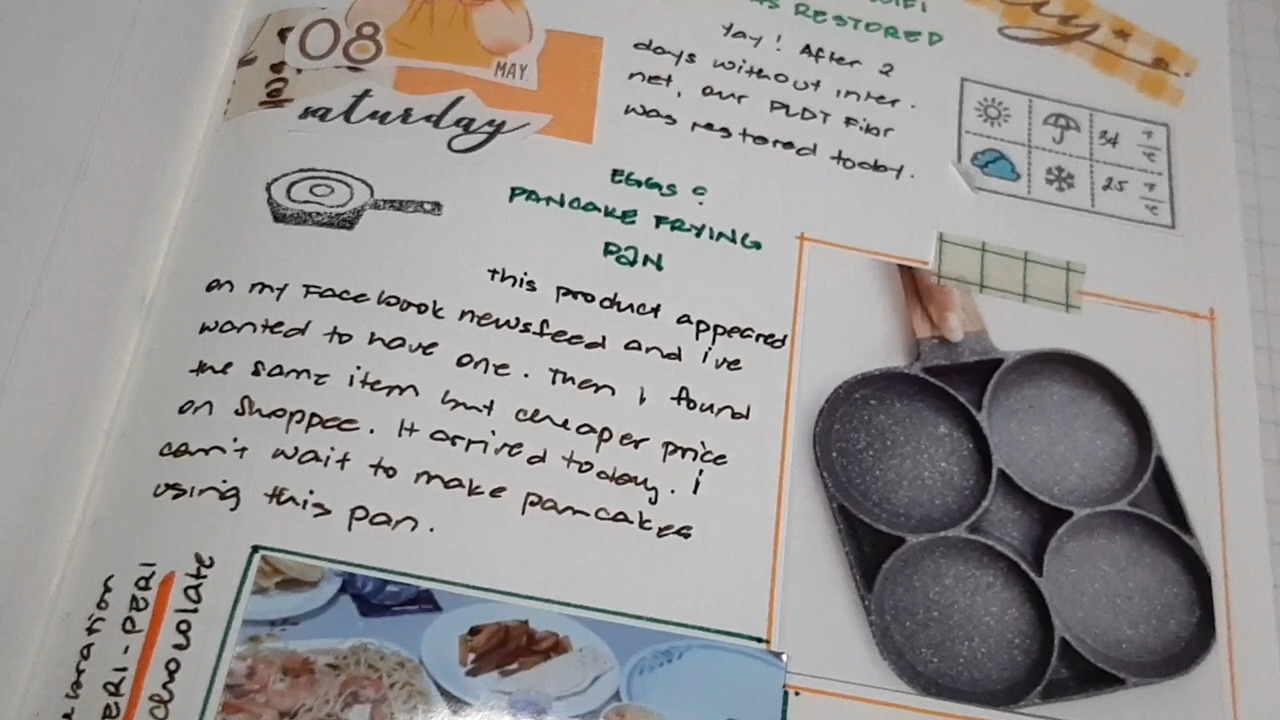 08
MAY
saturday
WIFI
WAS RESTORED
Yay! After 2
days without inter.
net, our PLDT Fibr
was restored today.
34
25
EGGS &
PANCAKE FRYING
PAN
this product appeared
on my Facebook newsfeed and i've
wanted to have one. Then I found
the same item but cheaper price
on Shoppee. It arrived today. I
can't wait to make pancakes
using this pan.
PERI-PERI
chocolate